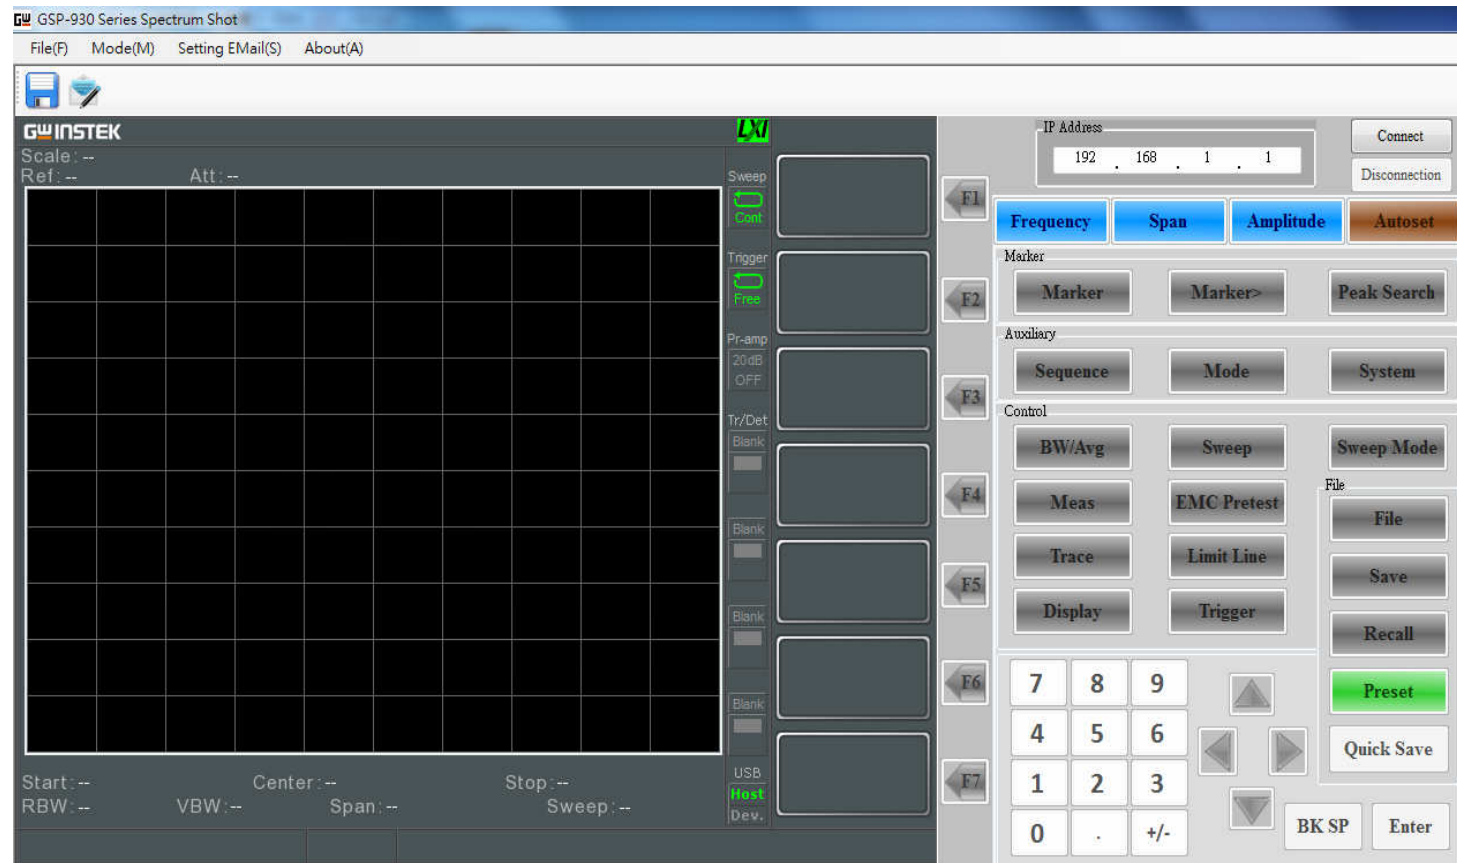 GW GSP-930 Series Spectrum Shot
File(F) Mode(M) Setting EMail(S) About(A)
GWINSTEK
LXI
Scale: --
Ref: -- Att: --
Sweep
Cont
Trigger
Free
Pr-amp
20dB
OFF
Tr/Det
Blank
Blank
Blank
Blank
USB
Host
Dev.
Start: -- Center: -- Stop: --
RBW: -- VBW: -- Span: -- Sweep: --
F1
F2
F3
F4
F5
F6
F7
IP Address
192 . 168 . 1 . 1
Connect
Disconnection
Frequency Span Amplitude Autoset
Marker
Marker Marker> Peak Search
Auxiliary
Sequence Mode System
Control
BW/Avg Sweep Sweep Mode
Meas EMC Pretest
Trace Limit Line
Display Trigger
File
File
Save
Recall
Preset
Quick Save
7 8 9
4 5 6
1 2 3
0 . +/-
BK SP Enter